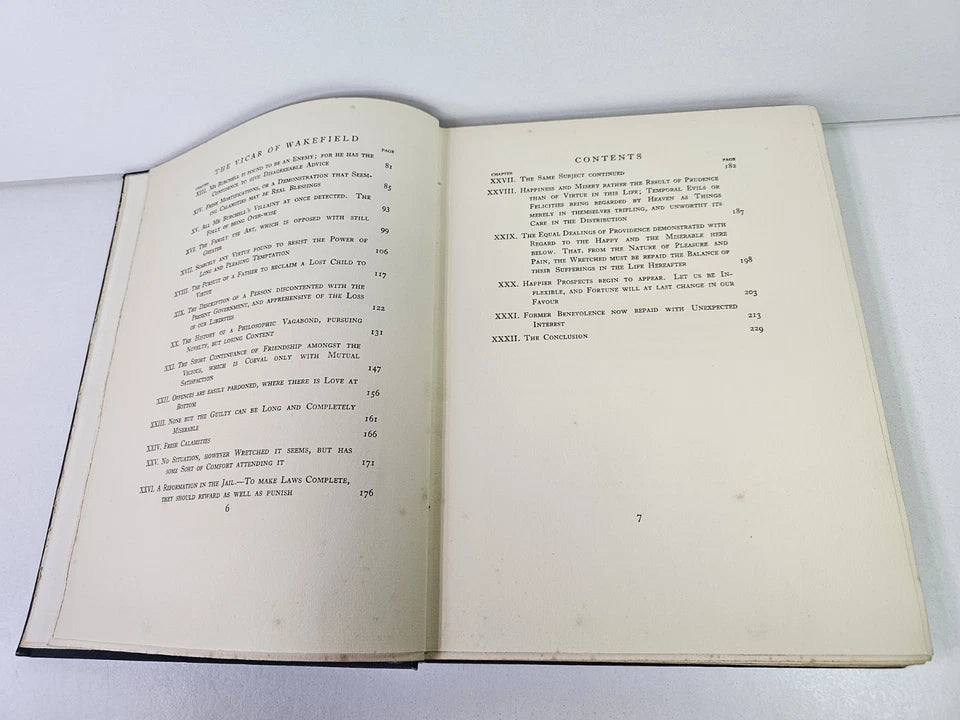 THE VICAR OF WAKEFIELD
CHAPTER PAGE
XIII. Mr Burchell is found to be an Enemy; for he has the
Confidence to give Disagreeable Advice 81
XIV. Fresh Mortifications, or a Demonstration that Seem-
ing Calamities may be Real Blessings 85
XV. All Mr Burchell's Villainy at once detected. The
Folly of being Over-wise 93
XVI. The Family use Art, which is opposed with still
Greater 99
XVII. Scarcely any Virtue found to resist the Power of
Long and Pleasing Temptation 106
XVIII. The Pursuit of a Father to reclaim a Lost Child to
Virtue 117
XIX. The Description of a Person discontented with the
Present Government, and apprehensive of the Loss
of our Liberties 122
XX. The History of a Philosophic Vagabond, pursuing
Novelty, but losing Content 131
XXI. The Short Continuance of Friendship amongst the
Vicious, which is Coeval only with Mutual
Satisfaction 147
XXII. Offences are easily pardoned, where there is Love at
Bottom 156
XXIII. None but the Guilty can be Long and Completely
Miserable 161
XXIV. Fresh Calamities 166
XXV. No Situation, however Wretched it seems, but has
some Sort of Comfort attending it 171
XXVI. A Reformation in the Jail.—To make Laws Complete,
they should reward as well as punish 176
6
CONTENTS
CHAPTER PAGE
XXVII. The Same Subject continued 182
XXVIII. Happiness and Misery rather the Result of Prudence
than of Virtue in this Life; Temporal Evils or
Felicities being regarded by Heaven as Things
merely in themselves trifling, and unworthy its
Care in the Distribution 187
XXIX. The Equal Dealings of Providence demonstrated with
Regard to the Happy and the Miserable here
below. That, from the Nature of Pleasure and
Pain, the Wretched must be repaid the Balance of
their Sufferings in the Life Hereafter 198
XXX. Happier Prospects begin to appear. Let us be In-
flexible, and Fortune will at last change in our
Favour 203
XXXI. Former Benevolence now repaid with Unexpected
Interest 213
XXXII. The Conclusion 229
7